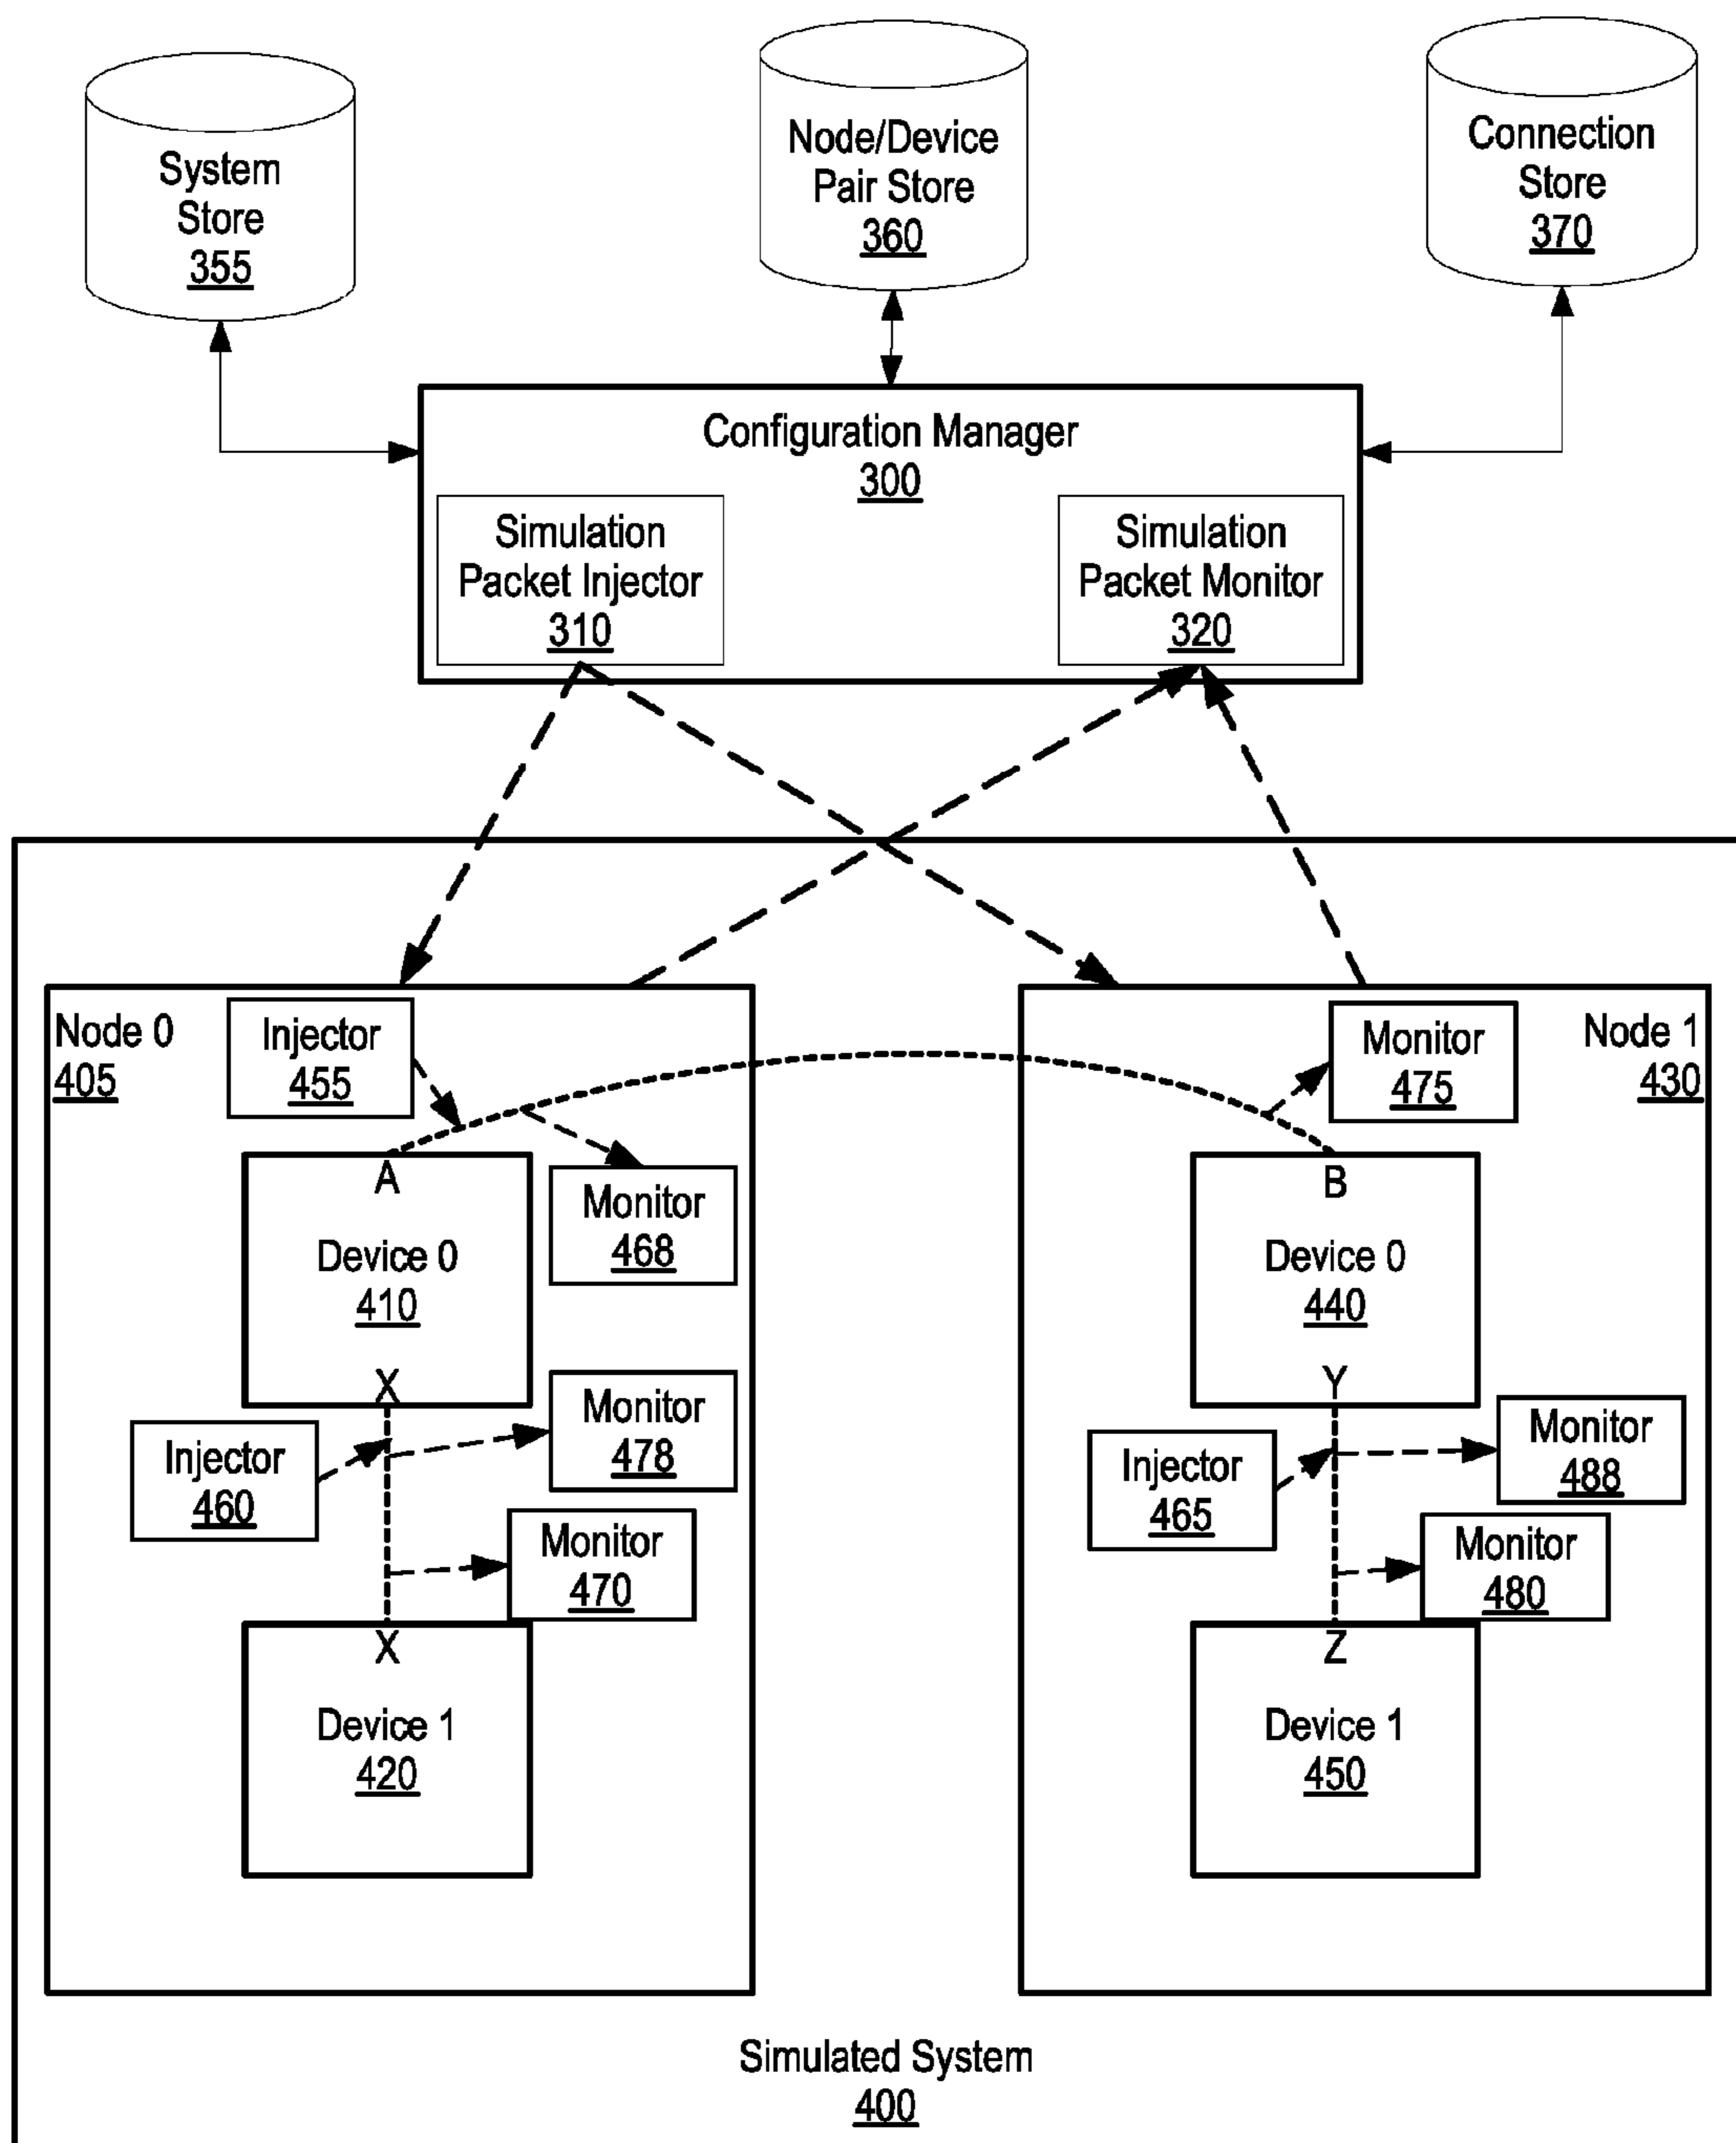 System
Store
355
Node/Device
Pair Store
360
Connection
Store
370
Configuration Manager
300
Simulation
Packet Injector
310
Simulation
Packet Monitor
320
Node 0
405
Injector
455
Monitor
475
Node 1
430
A
Device 0
410
X
Monitor
468
B
Device 0
440
Y
Injector
460
Monitor
478
Monitor
470
Injector
465
Monitor
488
Monitor
480
X
Device 1
420
Z
Device 1
450
Simulated System
400